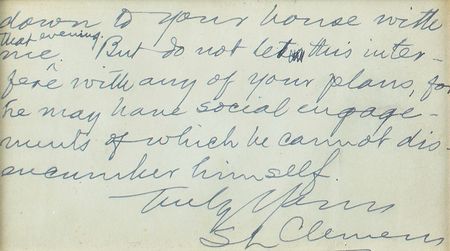 down to your house with
that evening.
me. But do not let this inter-
fere with any of your plans, for
he may have social engage-
ments of which he cannot dis-
encumber himself.
Truly Yours
S L Clemens